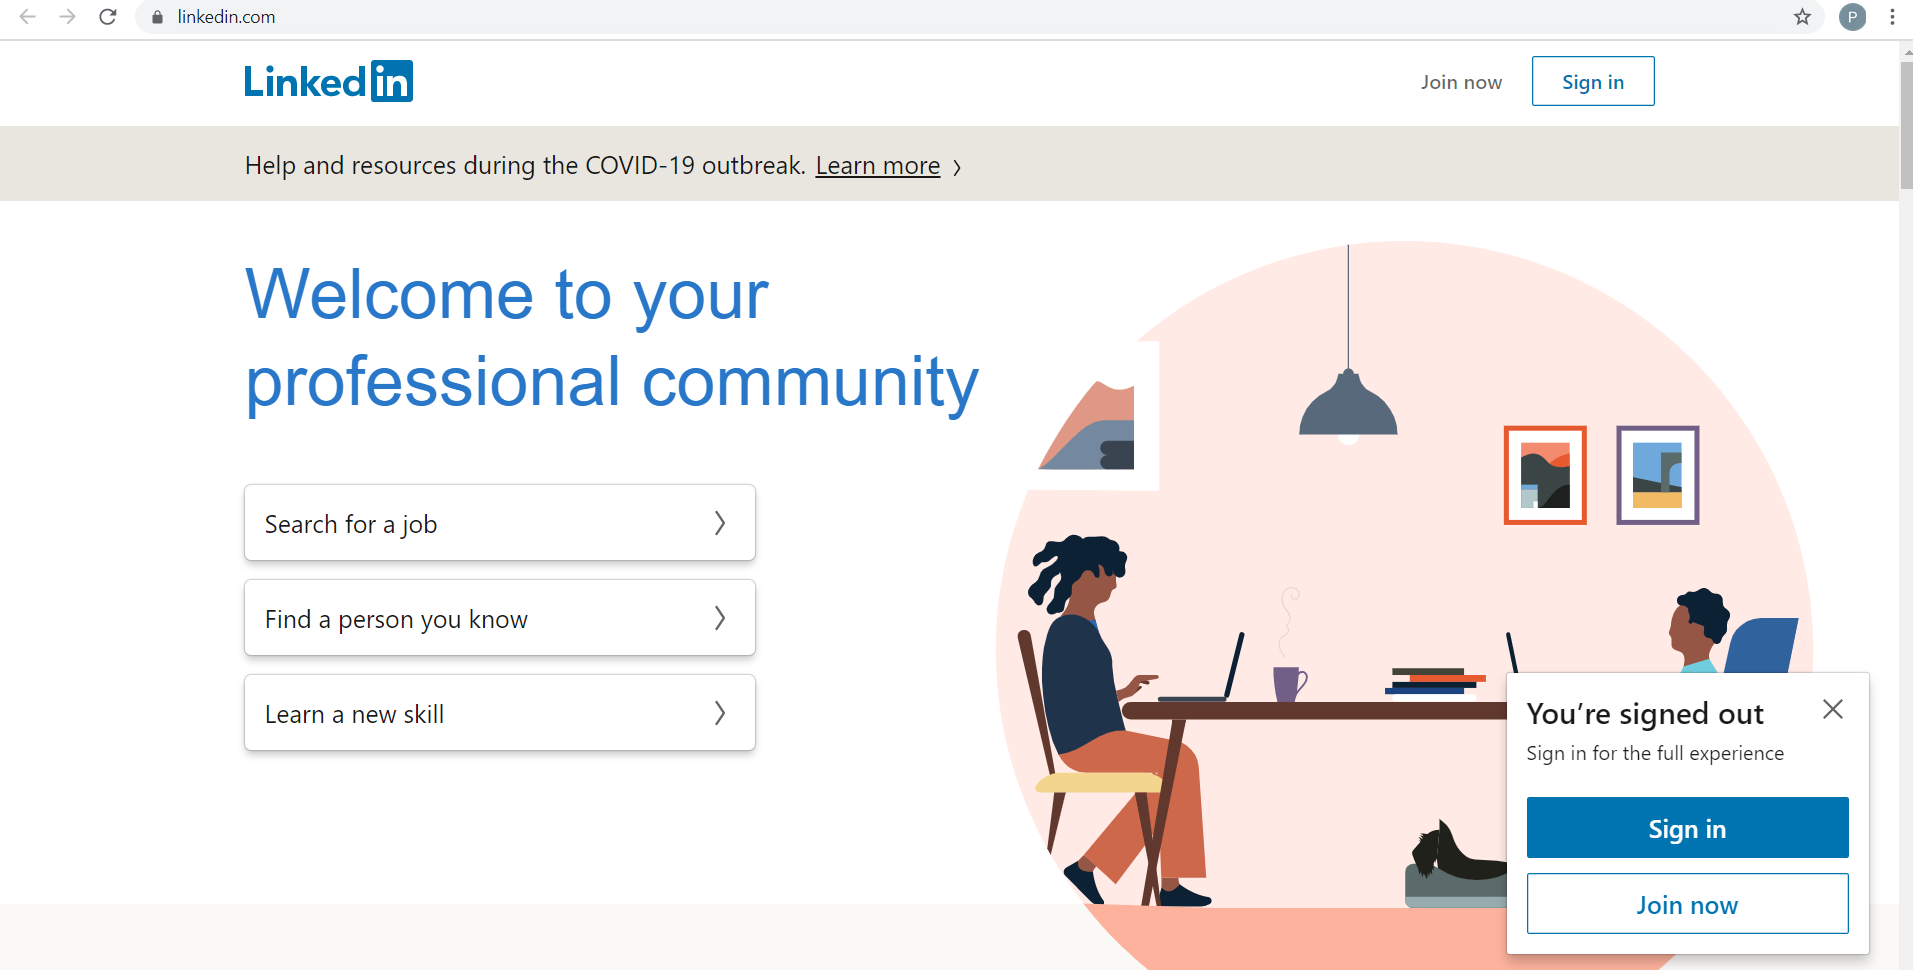 linkedin.com
P
Linkedin
Join now
Sign in
Help and resources during the COVID-19 outbreak. Learn more
Welcome to your
professional community
Search for a job
Find a person you know
Learn a new skill
You’re signed out
Sign in for the full experience
Sign in
Join now